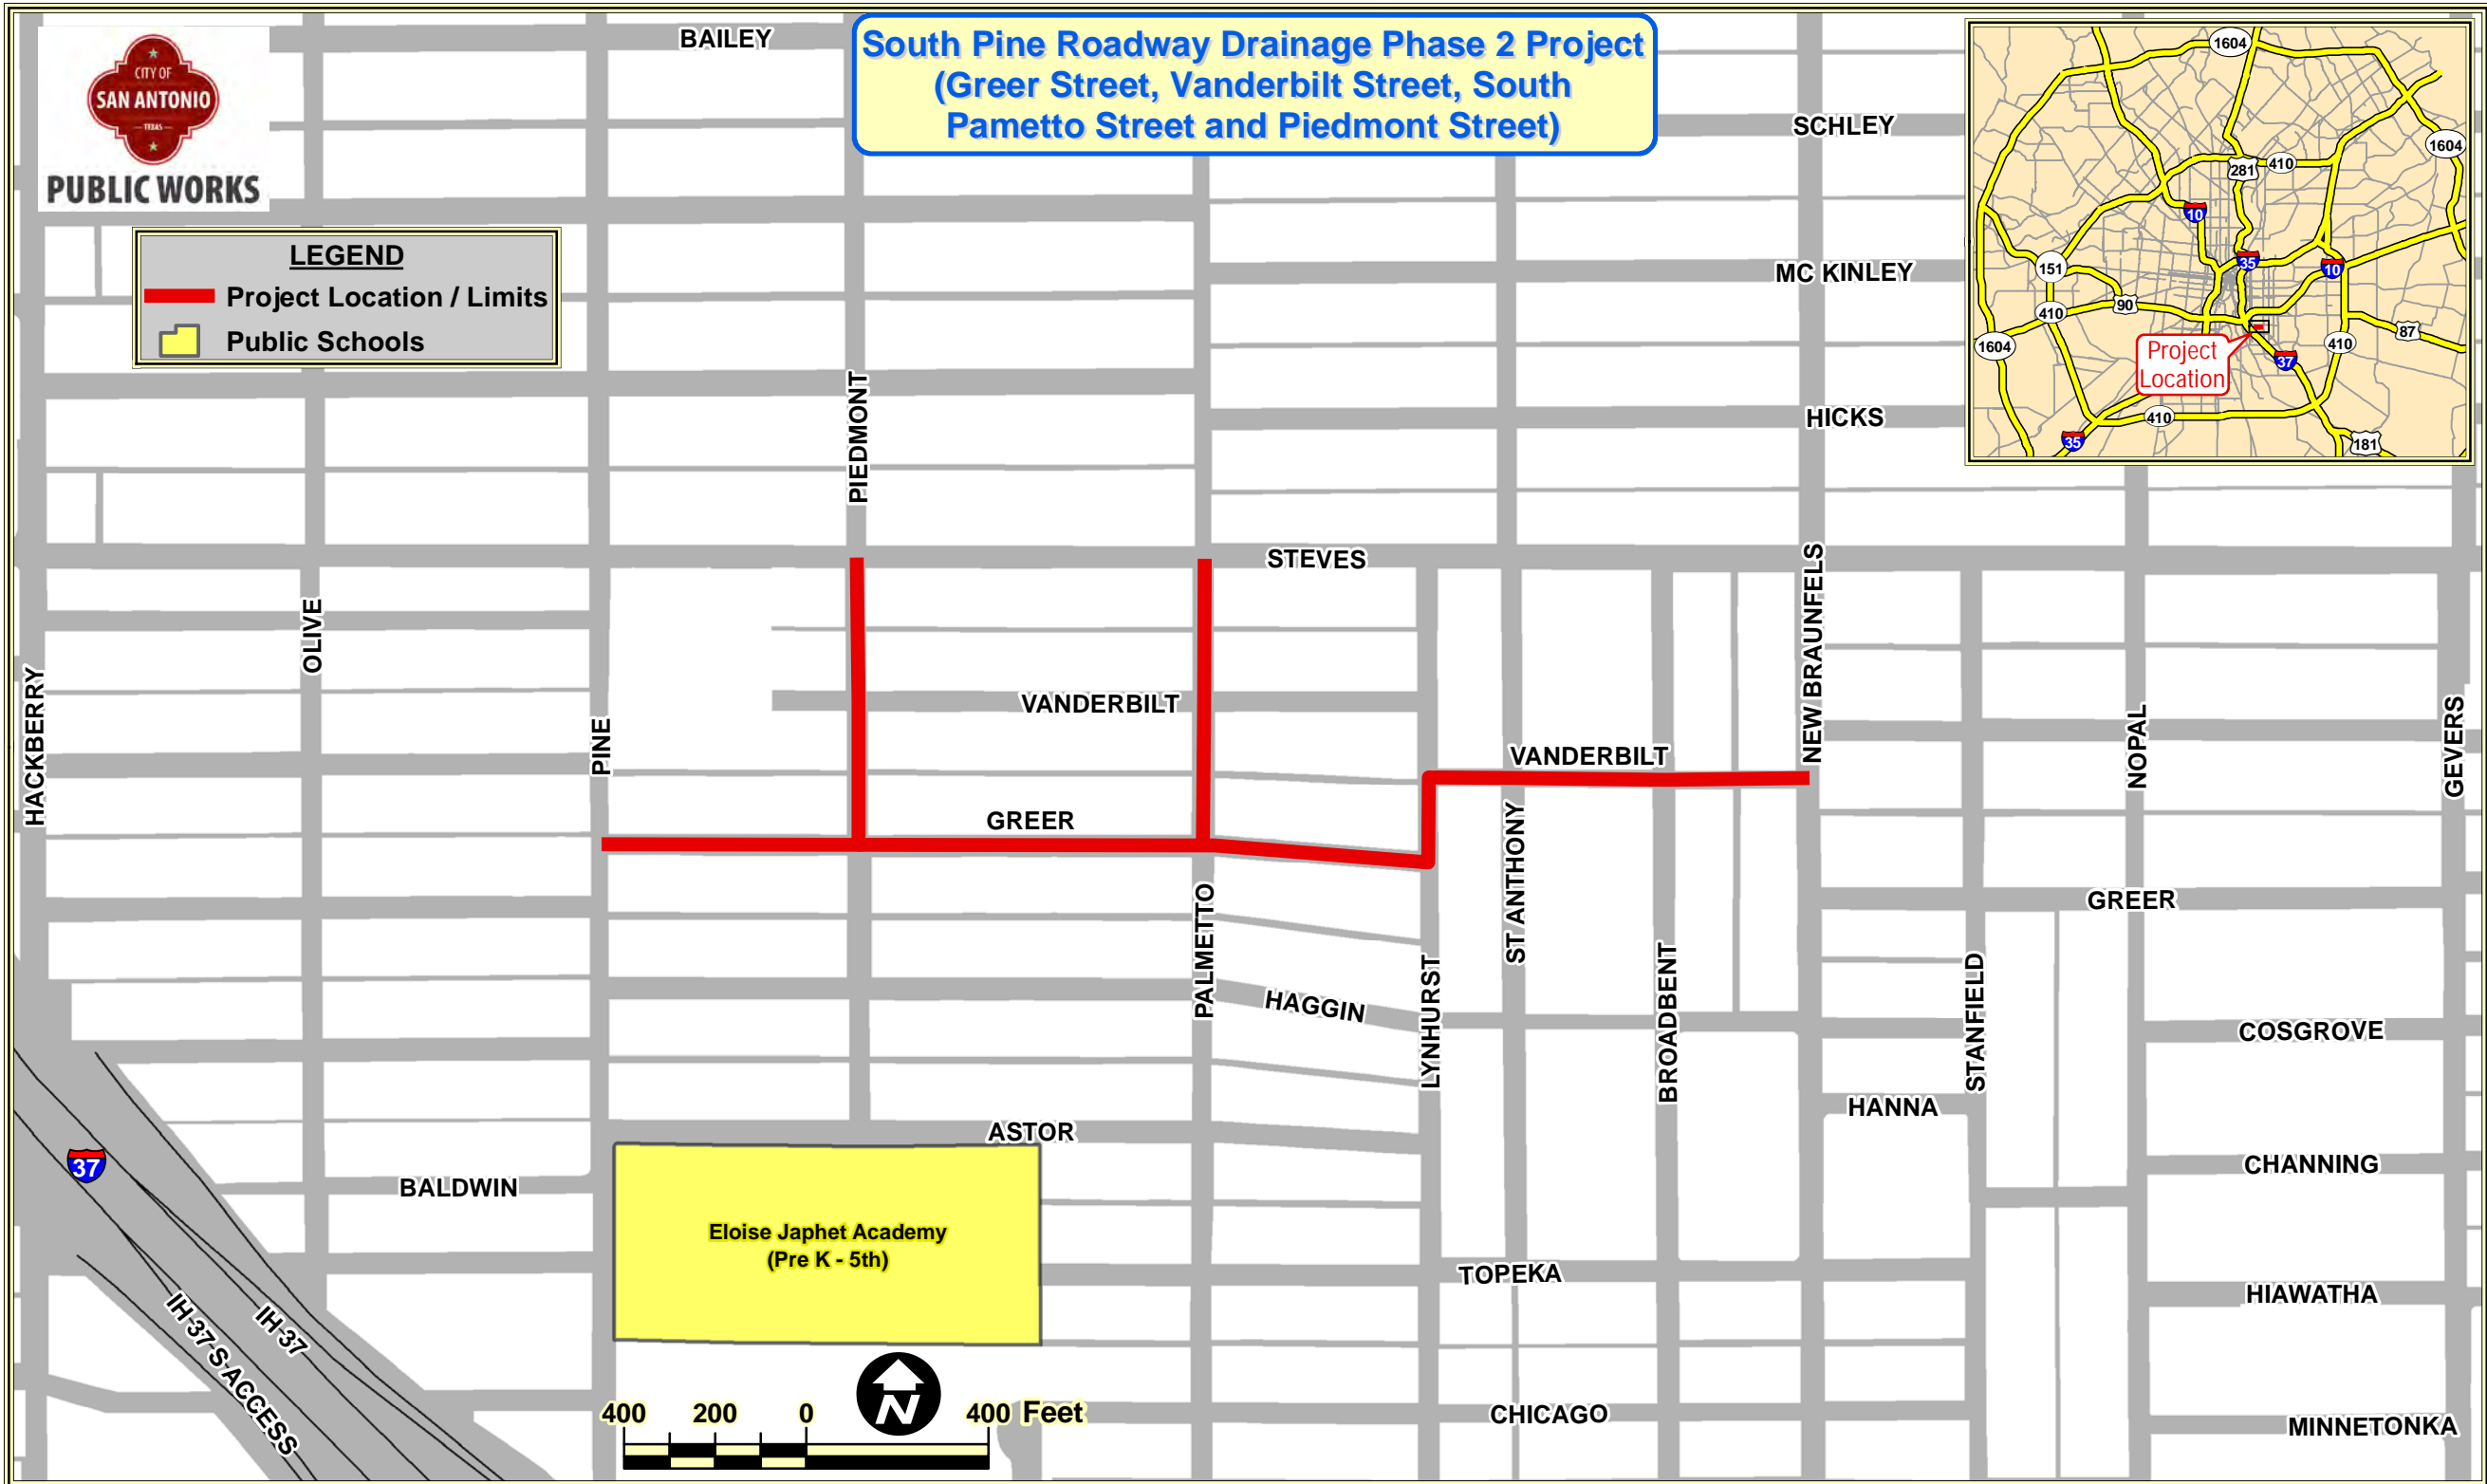 CITY OF
SAN ANTONIO
TEXAS
PUBLIC WORKS
South Pine Roadway Drainage Phase 2 Project
(Greer Street, Vanderbilt Street, South
Pametto Street and Piedmont Street)
LEGEND
Project Location / Limits
Public Schools
1604
1604
281
410
10
35
10
151
90
410
1604
87
410
37
Project
Location
410
35
181
BAILEY
SCHLEY
MC KINLEY
HICKS
PIEDMONT
STEVES
OLIVE
HACKBERRY
PINE
VANDERBILT
VANDERBILT
NEW BRAUNFELS
NOPAL
GEVERS
GREER
ST ANTHONY
PALMETTO
GREER
LYNHURST
BROADBENT
STANFIELD
HAGGIN
COSGROVE
HANNA
ASTOR
CHANNING
37
BALDWIN
Eloise Japhet Academy
(Pre K - 5th)
TOPEKA
HIAWATHA
IH 37
IH 37 S ACCESS
N
400 200 0 400 Feet
CHICAGO
MINNETONKA